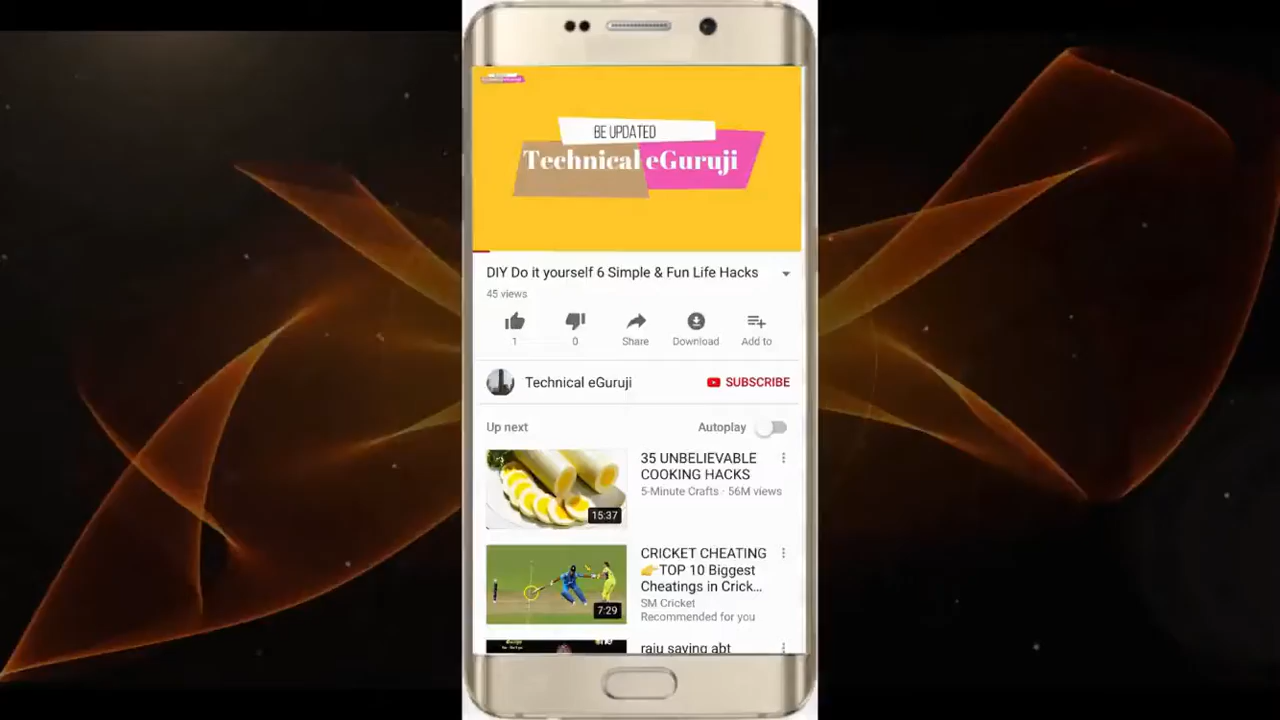 BE UPDATED
Technical eGuruji
DIY Do it yourself 6 Simple & Fun Life Hacks
45 views
1
0
Share
Download
Add to
Technical eGuruji
SUBSCRIBE
Up next
Autoplay
35 UNBELIEVABLE
COOKING HACKS
5-Minute Crafts · 56M views
15:37
CRICKET CHEATING
👉TOP 10 Biggest
Cheatings in Crick...
SM Cricket
Recommended for you
7:29
raju saying abt